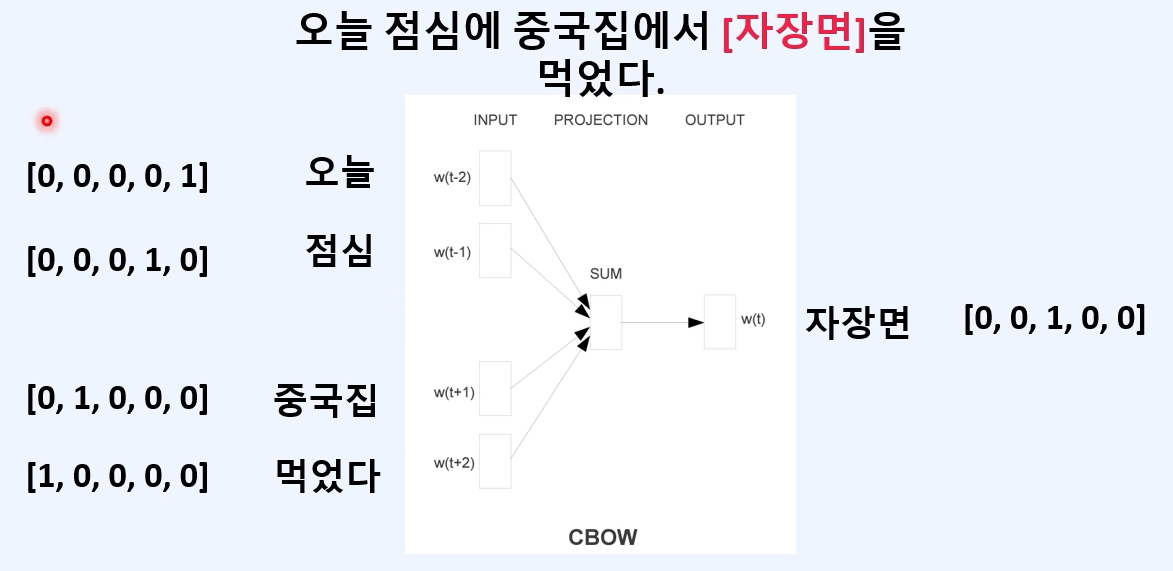 오늘 점심에 중국집에서 [자장면]을
먹었다.
INPUT PROJECTION OUTPUT
[0, 0, 0, 0, 1] 오늘 w(t-2)
[0, 0, 0, 1, 0] 점심 w(t-1)
SUM
w(t) 자장면 [0, 0, 1, 0, 0]
[0, 1, 0, 0, 0] 중국집 w(t+1)
[1, 0, 0, 0, 0] 먹었다 w(t+2)
CBOW